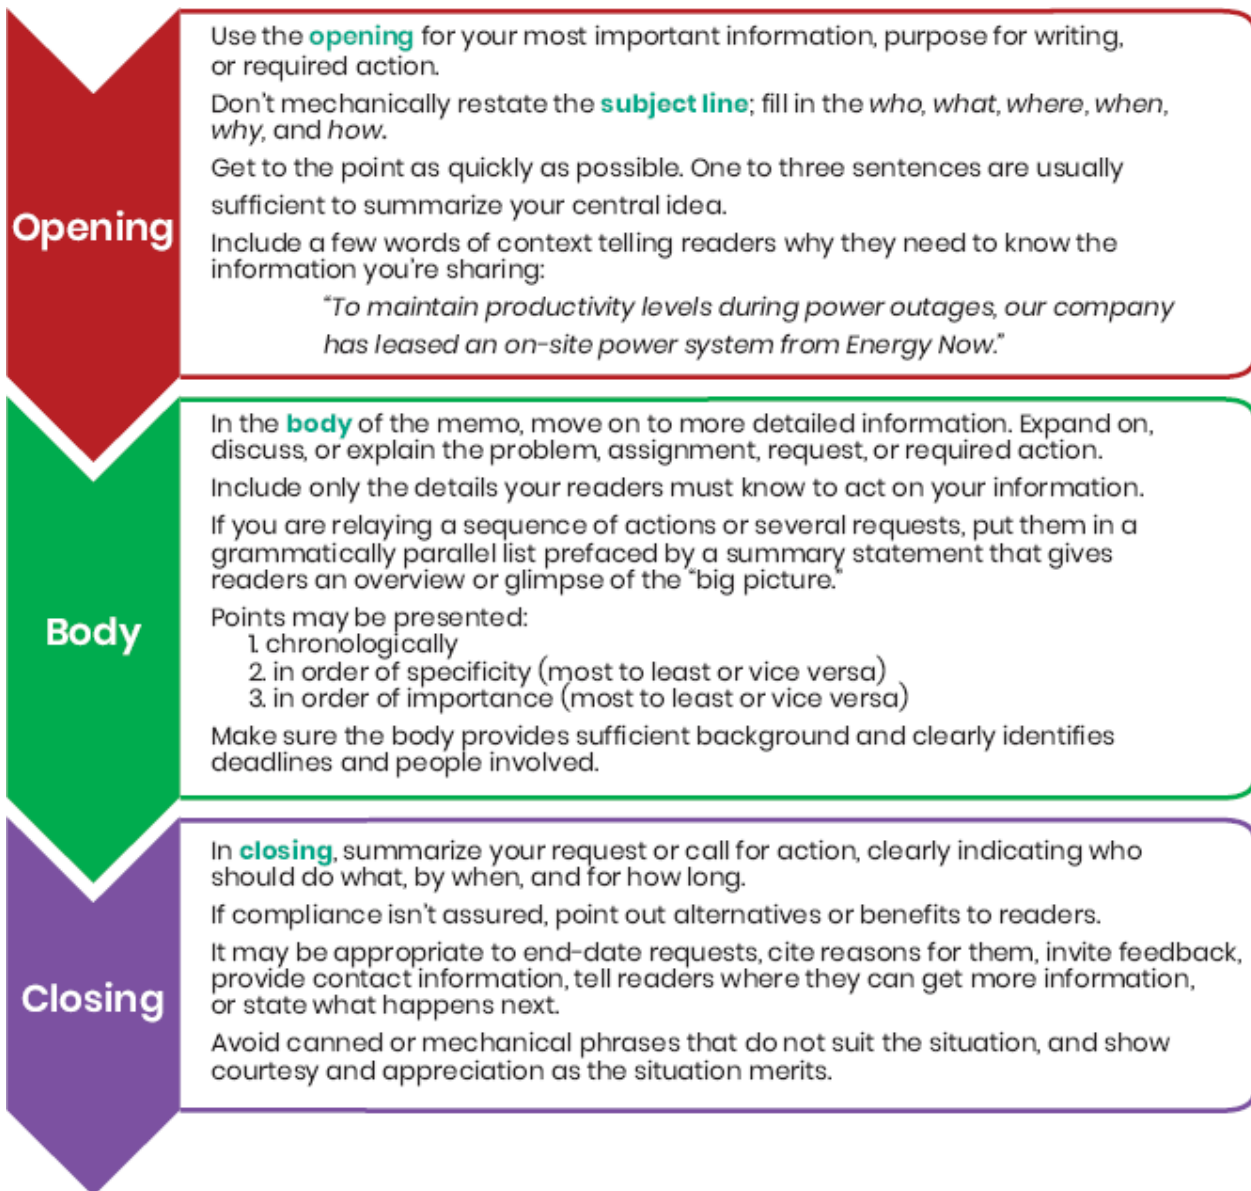 Opening
Use the opening for your most important information, purpose for writing,
or required action.
Don't mechanically restate the subject line; fill in the who, what, where, when,
why, and how.
Get to the point as quickly as possible. One to three sentences are usually
sufficient to summarize your central idea.
Include a few words of context telling readers why they need to know the
information you're sharing:
"To maintain productivity levels during power outages, our company
has leased an on-site power system from Energy Now."
Body
In the body of the memo, move on to more detailed information. Expand on,
discuss, or explain the problem, assignment, request, or required action.
Include only the details your readers must know to act on your information.
If you are relaying a sequence of actions or several requests, put them in a
grammatically parallel list prefaced by a summary statement that gives
readers an overview or glimpse of the "big picture."
Points may be presented:
1. chronologically
2. in order of specificity (most to least or vice versa)
3. in order of importance (most to least or vice versa)
Make sure the body provides sufficient background and clearly identifies
deadlines and people involved.
Closing
In closing, summarize your request or call for action, clearly indicating who
should do what, by when, and for how long.
If compliance isn't assured, point out alternatives or benefits to readers.
It may be appropriate to end-date requests, cite reasons for them, invite feedback,
provide contact information, tell readers where they can get more information,
or state what happens next.
Avoid canned or mechanical phrases that do not suit the situation, and show
courtesy and appreciation as the situation merits.